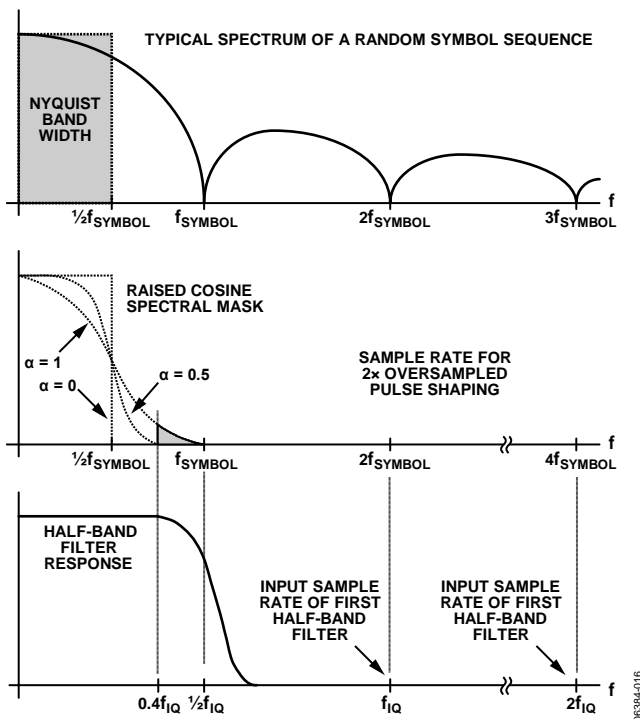 TYPICAL SPECTRUM OF A RANDOM SYMBOL SEQUENCE
NYQUIST
BAND
WIDTH
f
½fSYMBOL
fSYMBOL
2fSYMBOL
3fSYMBOL
RAISED COSINE
SPECTRAL MASK
α = 1
α = 0
α = 0.5
SAMPLE RATE FOR
2× OVERSAMPLED
PULSE SHAPING
f
½fSYMBOL
fSYMBOL
2fSYMBOL
4fSYMBOL
HALF-BAND
FILTER
RESPONSE
INPUT SAMPLE
RATE OF FIRST
HALF-BAND
FILTER
INPUT SAMPLE
RATE OF FIRST
HALF-BAND
FILTER
f
0.4fIQ
½fIQ
fIQ
2fIQ
06384-016